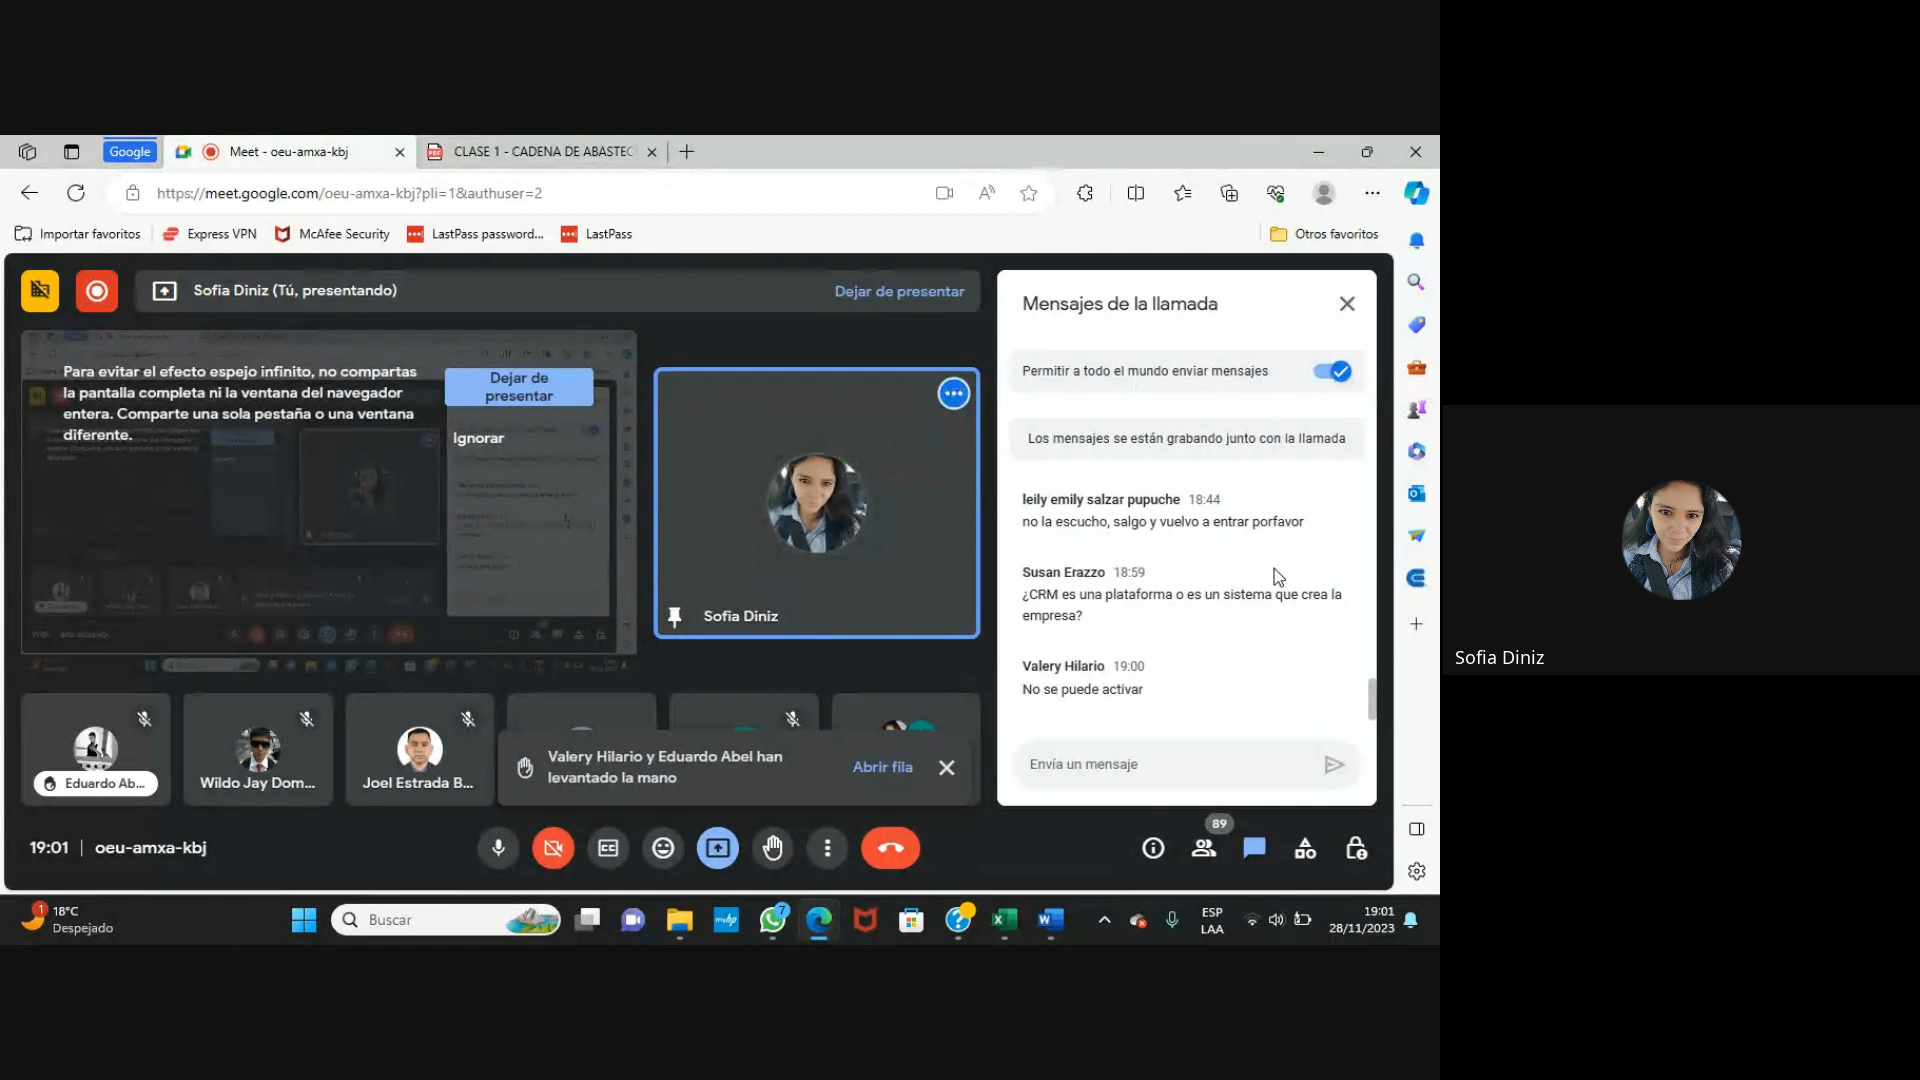 Google
Meet - oeu-amxa-kbj
CLASE 1 - CADENA DE ABASTEC
https://meet.google.com/oeu-amxa-kbj?pli=1&authuser=2
Importar favoritos
Express VPN
McAfee Security
LastPass password...
LastPass
Otros favoritos
Sofia Diniz (Tú, presentando)
Dejar de presentar
Para evitar el efecto espejo infinito, no compartas
la pantalla completa ni la ventana del navegador
entera. Comparte una sola pestaña o una ventana
diferente.
Dejar de
presentar
Ignorar
Sofia Diniz
Mensajes de la llamada
Permitir a todo el mundo enviar mensajes
Los mensajes se están grabando junto con la llamada
leily emily salzar pupuche 18:44
no la escucho, salgo y vuelvo a entrar porfavor
Susan Erazzo 18:59
¿CRM es una plataforma o es un sistema que crea la
empresa?
Valery Hilario 19:00
No se puede activar
Envía un mensaje
Eduardo Ab...
Wildo Jay Dom...
Joel Estrada B...
Valery Hilario y Eduardo Abel han
levantado la mano
Abrir fila
19:01 | oeu-amxa-kbj
89
1
18°C
Despejado
Buscar
7
ESP
LAA
19:01
28/11/2023
Sofia Diniz